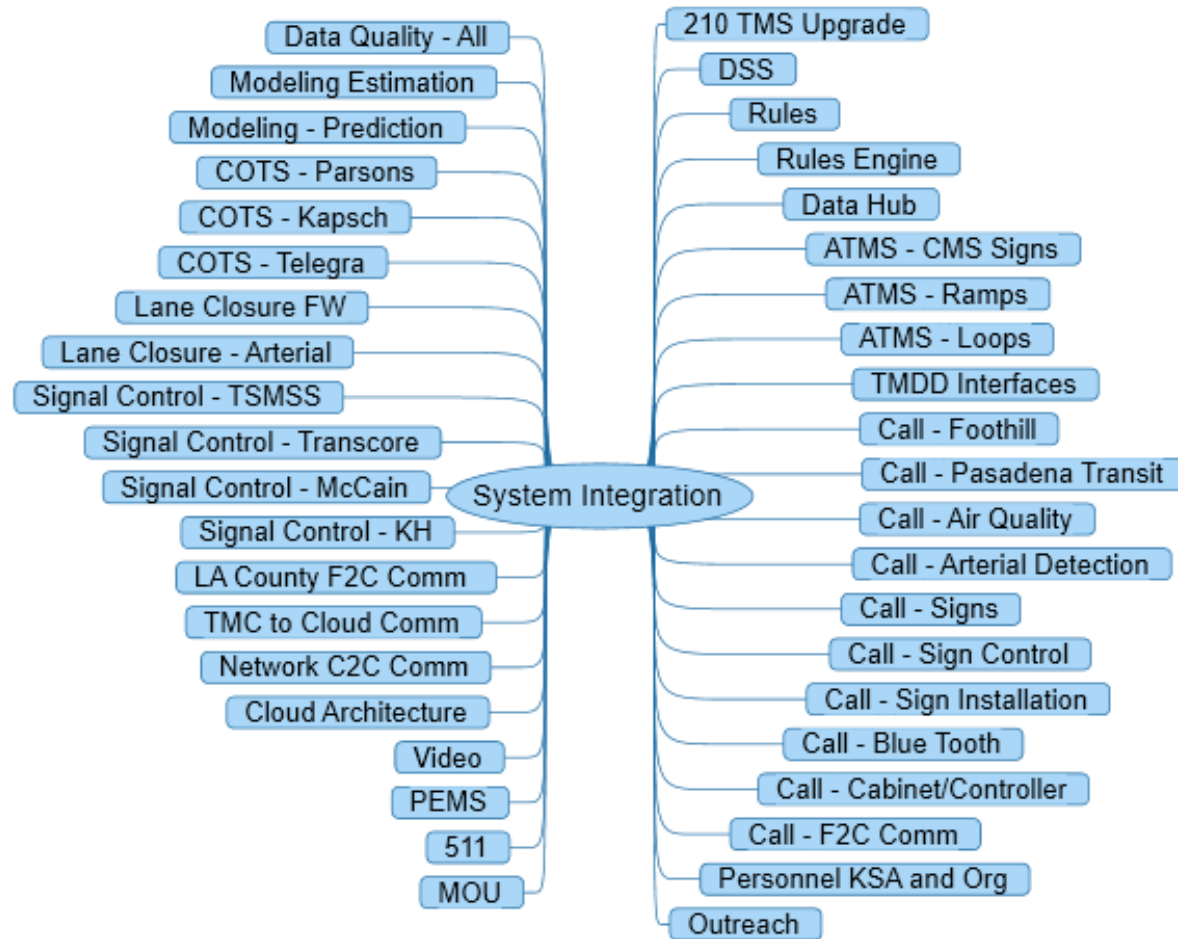 Data Quality - All
Modeling Estimation
Modeling - Prediction
COTS - Parsons
COTS - Kapsch
COTS - Telegra
Lane Closure FW
Lane Closure - Arterial
Signal Control - TSMSS
Signal Control - Transcore
Signal Control - McCain
Signal Control - KH
LA County F2C Comm
TMC to Cloud Comm
Network C2C Comm
Cloud Architecture
Video
PEMS
511
MOU
System Integration
210 TMS Upgrade
DSS
Rules
Rules Engine
Data Hub
ATMS - CMS Signs
ATMS - Ramps
ATMS - Loops
TMDD Interfaces
Call - Foothill
Call - Pasadena Transit
Call - Air Quality
Call - Arterial Detection
Call - Signs
Call - Sign Control
Call - Sign Installation
Call - Blue Tooth
Call - Cabinet/Controller
Call - F2C Comm
Personnel KSA and Org
Outreach